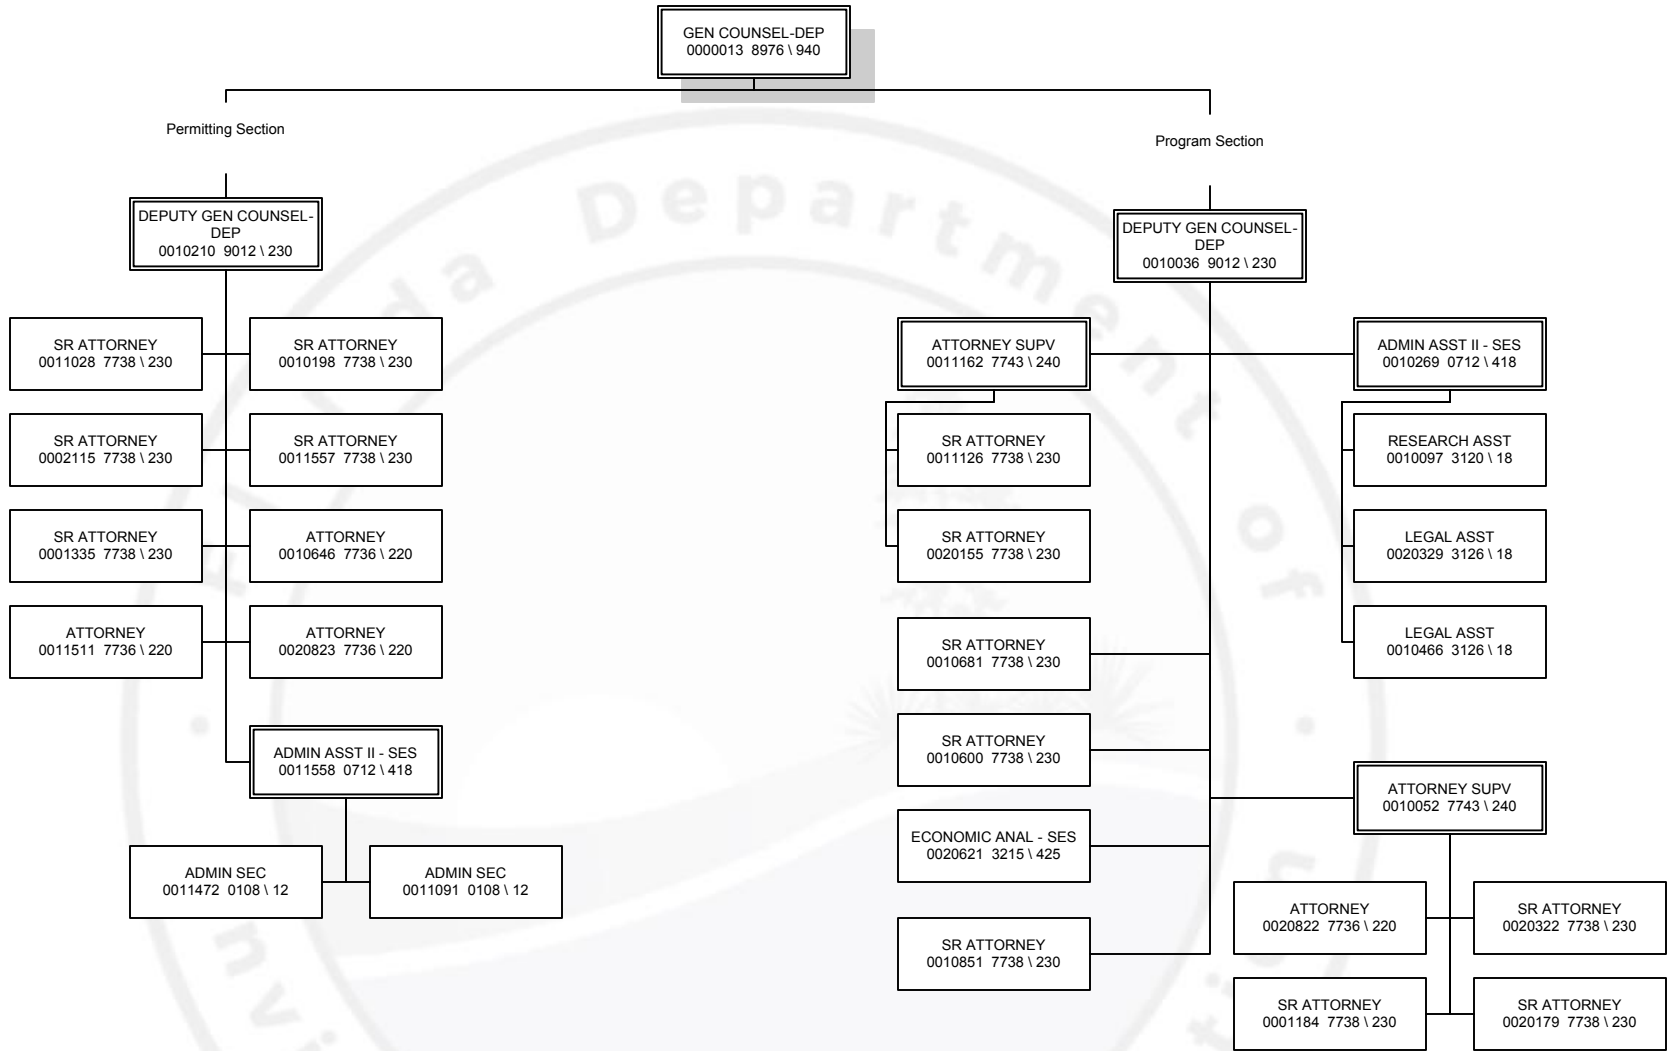 GEN COUNSEL-DEP
0000013 8976 \ 940
Permitting Section
Program Section
DEPUTY GEN COUNSEL-
DEP
0010210 9012 \ 230
DEPUTY GEN COUNSEL-
DEP
0010036 9012 \ 230
SR ATTORNEY
0011028 7738 \ 230
SR ATTORNEY
0010198 7738 \ 230
SR ATTORNEY
0002115 7738 \ 230
SR ATTORNEY
0011557 7738 \ 230
SR ATTORNEY
0001335 7738 \ 230
ATTORNEY
0010646 7736 \ 220
ATTORNEY
0011511 7736 \ 220
ATTORNEY
0020823 7736 \ 220
ADMIN ASST II - SES
0011558 0712 \ 418
ADMIN SEC
0011472 0108 \ 12
ADMIN SEC
0011091 0108 \ 12
ATTORNEY SUPV
0011162 7743 \ 240
SR ATTORNEY
0011126 7738 \ 230
SR ATTORNEY
0020155 7738 \ 230
SR ATTORNEY
0010681 7738 \ 230
SR ATTORNEY
0010600 7738 \ 230
ECONOMIC ANAL - SES
0020621 3215 \ 425
SR ATTORNEY
0010851 7738 \ 230
ADMIN ASST II - SES
0010269 0712 \ 418
RESEARCH ASST
0010097 3120 \ 18
LEGAL ASST
0020329 3126 \ 18
LEGAL ASST
0010466 3126 \ 18
ATTORNEY SUPV
0010052 7743 \ 240
ATTORNEY
0020822 7736 \ 220
SR ATTORNEY
0020322 7738 \ 230
SR ATTORNEY
0001184 7738 \ 230
SR ATTORNEY
0020179 7738 \ 230
Department of